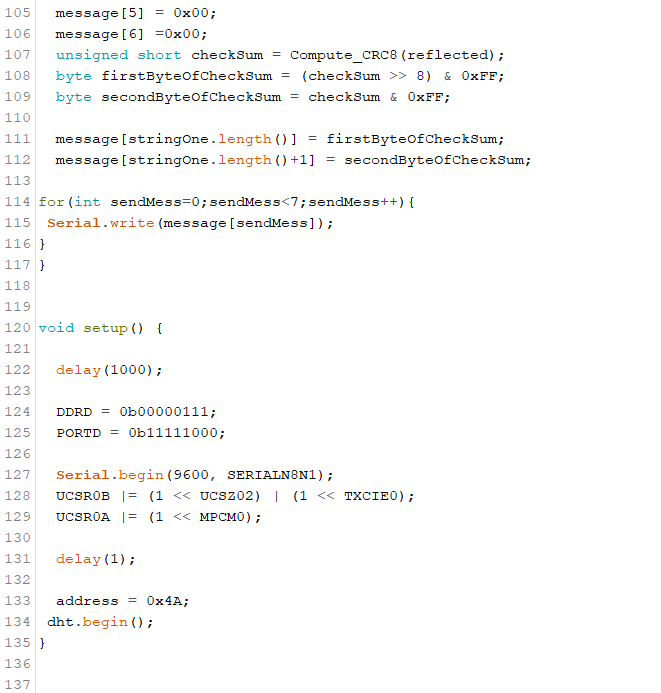 105 message[5] = 0x00;
106 message[6] =0x00;
107 unsigned short checkSum = Compute_CRC8(reflected);
108 byte firstByteOfCheckSum = (checkSum >> 8) & 0xFF;
109 byte secondByteOfCheckSum = checkSum & 0xFF;
110
111 message[stringOne.length()] = firstByteOfCheckSum;
112 message[stringOne.length()+1] = secondByteOfCheckSum;
113
114 for(int sendMess=0;sendMess<7;sendMess++){
115 Serial.write(message[sendMess]);
116 }
117 }
118
119
120 void setup() {
121
122 delay(1000);
123
124 DDRD = 0b00000111;
125 PORTD = 0b11111000;
126
127 Serial.begin(9600, SERIALN8N1);
128 UCSR0B |= (1 << UCSZ02) | (1 << TXCIE0);
129 UCSR0A |= (1 << MPCM0);
130
131 delay(1);
132
133 address = 0x4A;
134 dht.begin();
135 }
136
137